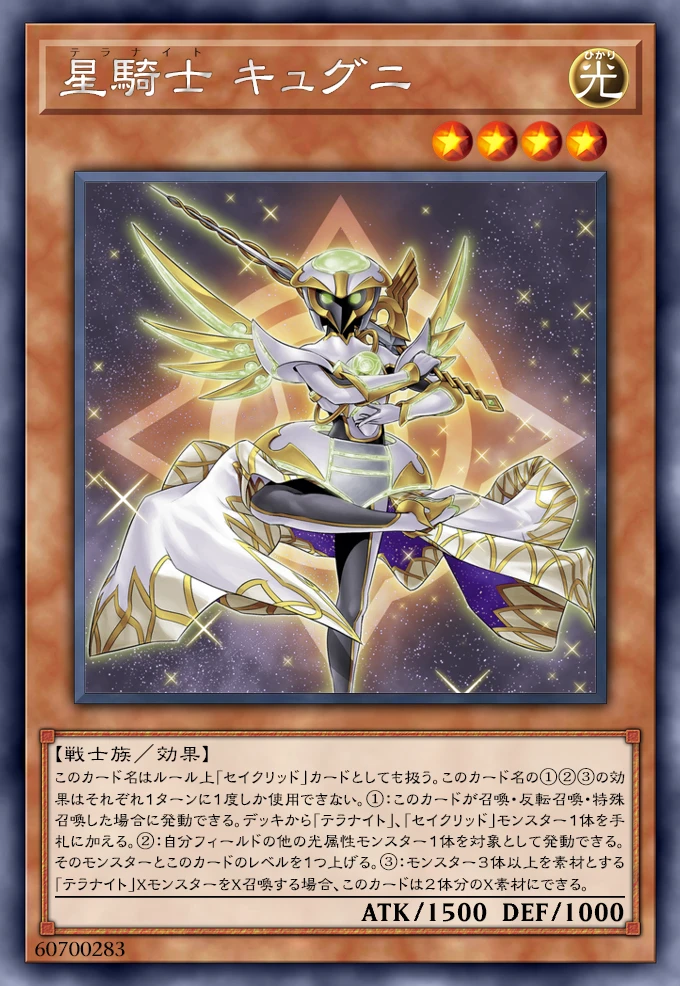 テラナイト
星騎士 キュグニ
ひかり
光
【戦士族／効果】
このカード名はルール上「セイクリッド」カードとしても扱う。このカード名の①②③の効
果はそれぞれ1ターンに1度しか使用できない。①：このカードが召喚・反転召喚・特殊
召喚した場合に発動できる。デッキから「テラナイト」、「セイクリッド」モンスター1体を手
札に加える。②：自分フィールドの他の光属性モンスター1体を対象として発動できる。
そのモンスターとこのカードのレベルを1つ上げる。③：モンスター3体以上を素材とする
「テラナイト」XモンスターをX召喚する場合、このカードは2体分のX素材にできる。
ATK/1500 DEF/1000
60700283